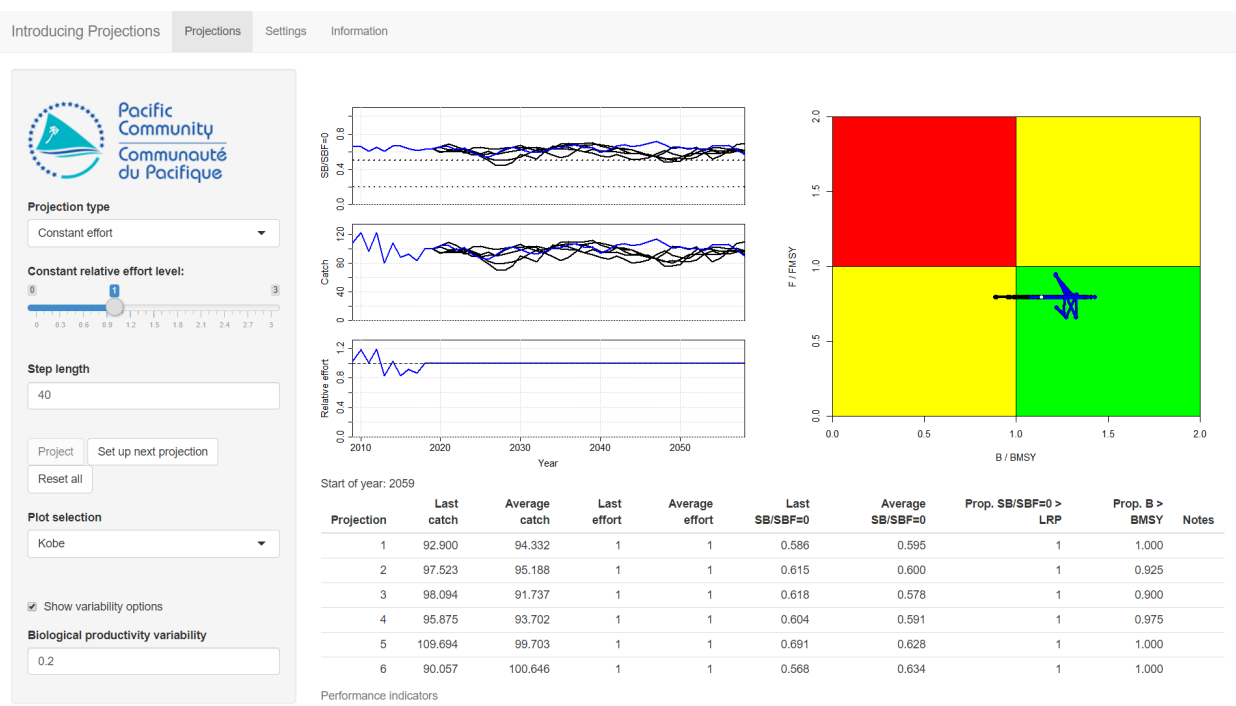 Introducing Projections Projections Settings Information
Pacific
Community
Communauté
du Pacifique
Projection type
Constant effort
Constant relative effort level:
0 1 3
0 0.3 0.6 0.9 1.2 1.5 1.8 2.1 2.4 2.7 3
Step length
40
Project Set up next projection
Reset all
Plot selection
Kobe
Show variability options
Biological productivity variability
0.2
SB/SBF=0
0.0 0.4 0.8
Catch
0 40 80 120
Relative effort
0.0 0.4 0.8 1.2
2010 2020 2030 2040 2050
Year
F / FMSY
0.0 0.5 1.0 1.5 2.0
0.0 0.5 1.0 1.5 2.0
B / BMSY
Start of year: 2059
Projection Last catch Average catch Last effort Average effort Last SB/SBF=0 Average SB/SBF=0 Prop. SB/SBF=0 > LRP Prop. B > BMSY Notes
1 92.900 94.332 1 1 0.586 0.595 1 1.000
2 97.523 95.188 1 1 0.615 0.600 1 0.925
3 98.094 91.737 1 1 0.618 0.578 1 0.900
4 95.875 93.702 1 1 0.604 0.591 1 0.975
5 109.694 99.703 1 1 0.691 0.628 1 1.000
6 90.057 100.646 1 1 0.568 0.634 1 1.000
Performance indicators